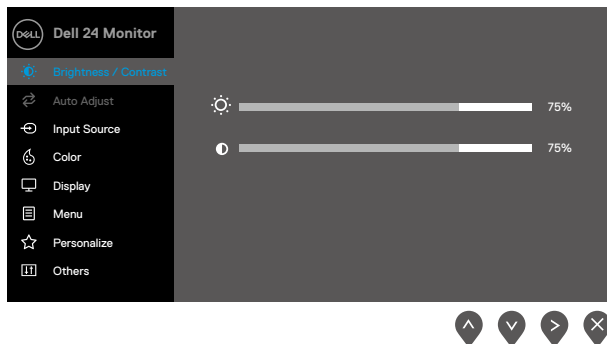 DELL Dell 24 Monitor
Brightness / Contrast
Auto Adjust
75%
Input Source
75%
Color
Display
Menu
Personalize
Others